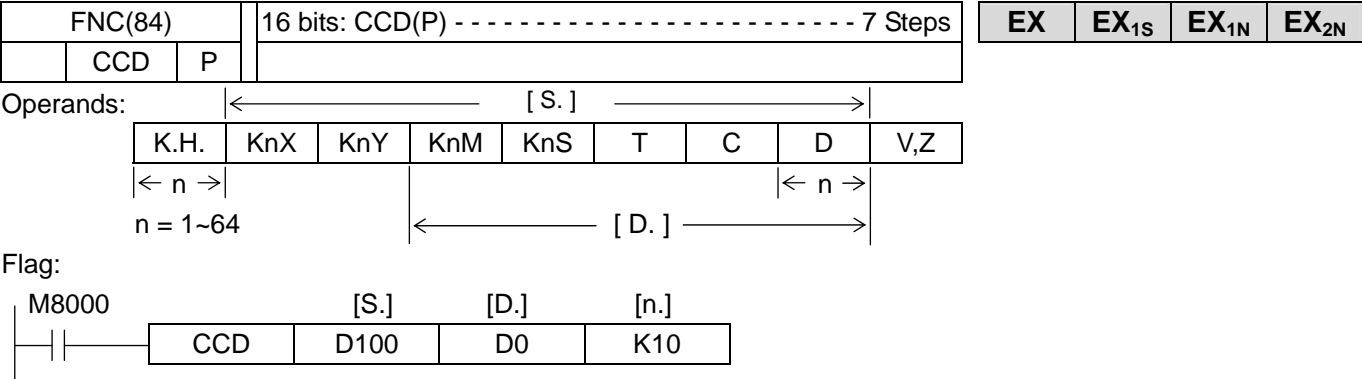 FNC(84) 16 bits: CCD(P) - - - - - - - - - - - - - - - - - - - - - - - - - 7 Steps EX EX1S EX1N EX2N
CCD P
Operands: [ S. ]
K.H. KnX KnY KnM KnS T C D V,Z
n n
n = 1~64 [ D. ]
Flag:
M8000 [S.] [D.] [n.]
CCD D100 D0 K10